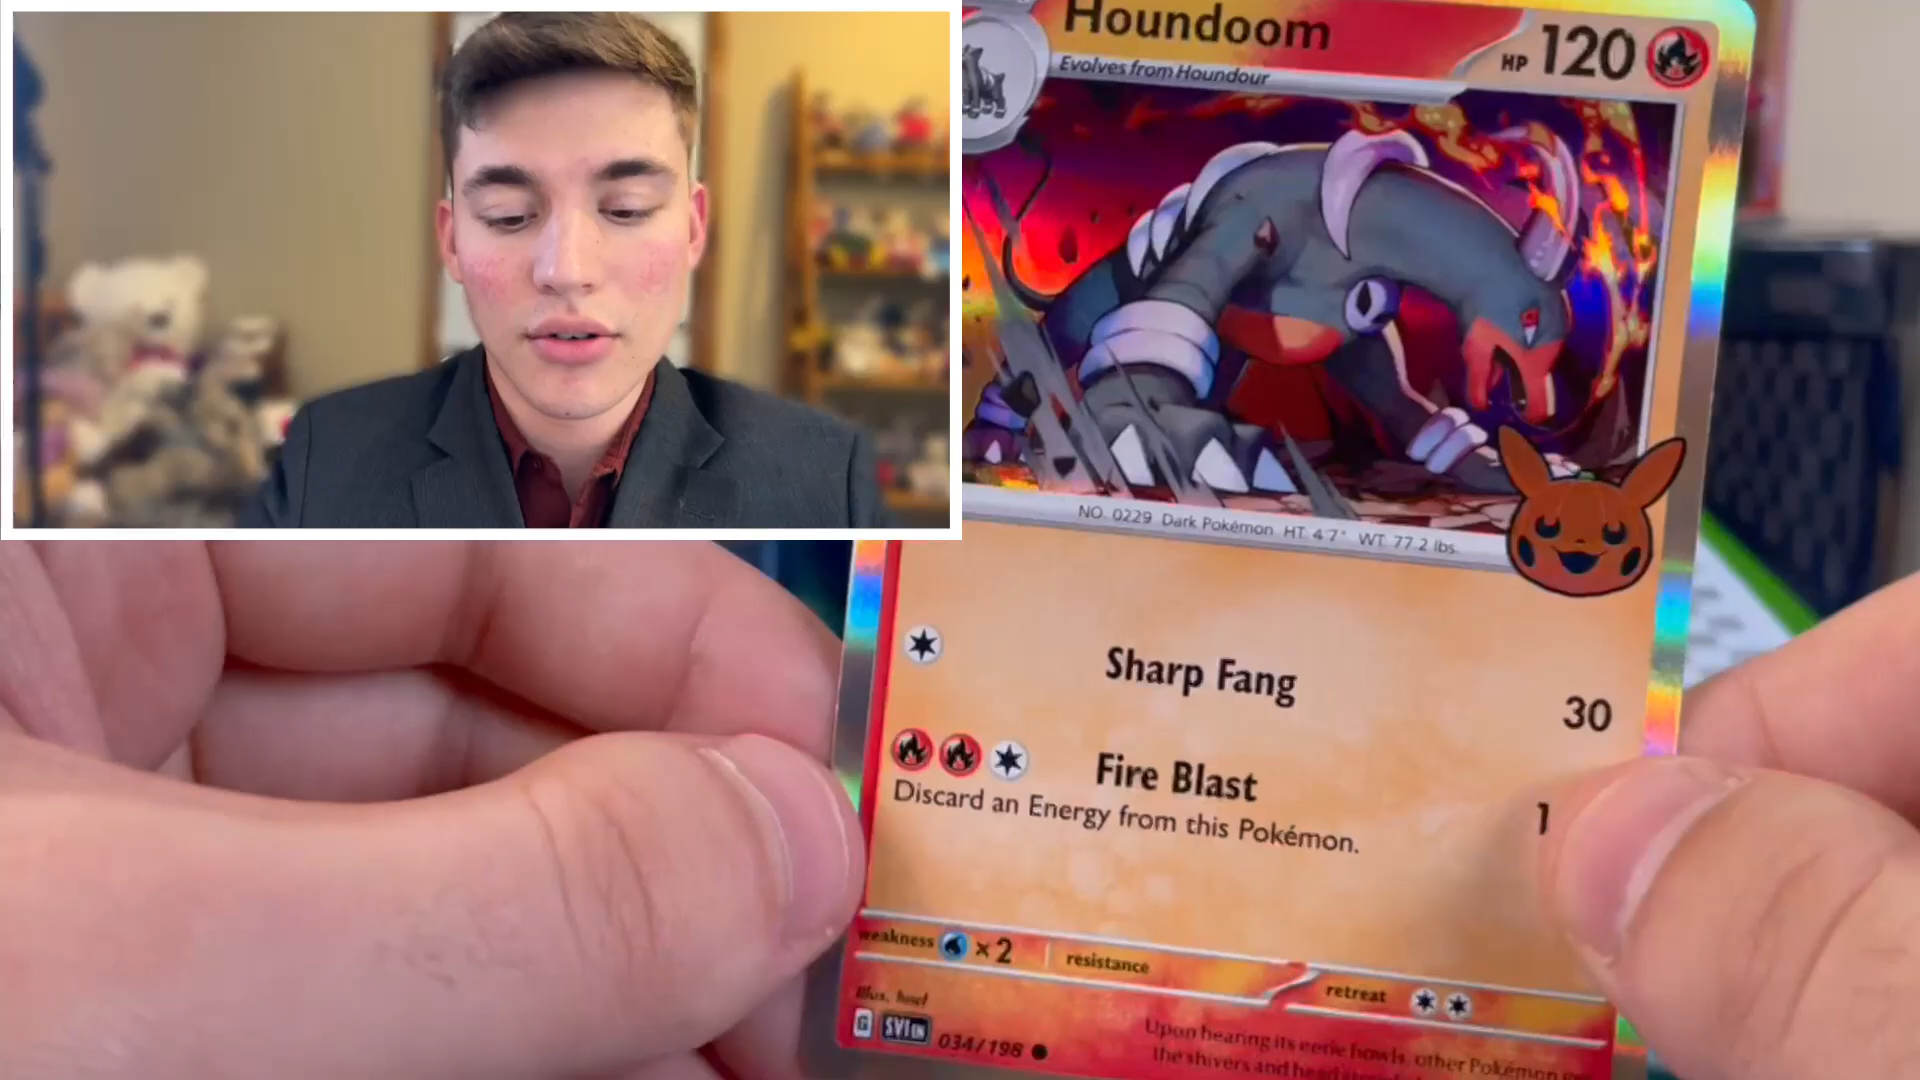 Houndoom
HP 120
Evolves from Houndour
NO. 0229 Dark Pokémon HT. 4'7" WT. 77.2 lbs.
Sharp Fang
30
Fire Blast
1
Discard an Energy from this Pokémon.
weakness ×2 resistance
retreat
Illus.
G SVI EN 034/198
Upon hearing its eerie howls, other Pokémon
the shivers and head